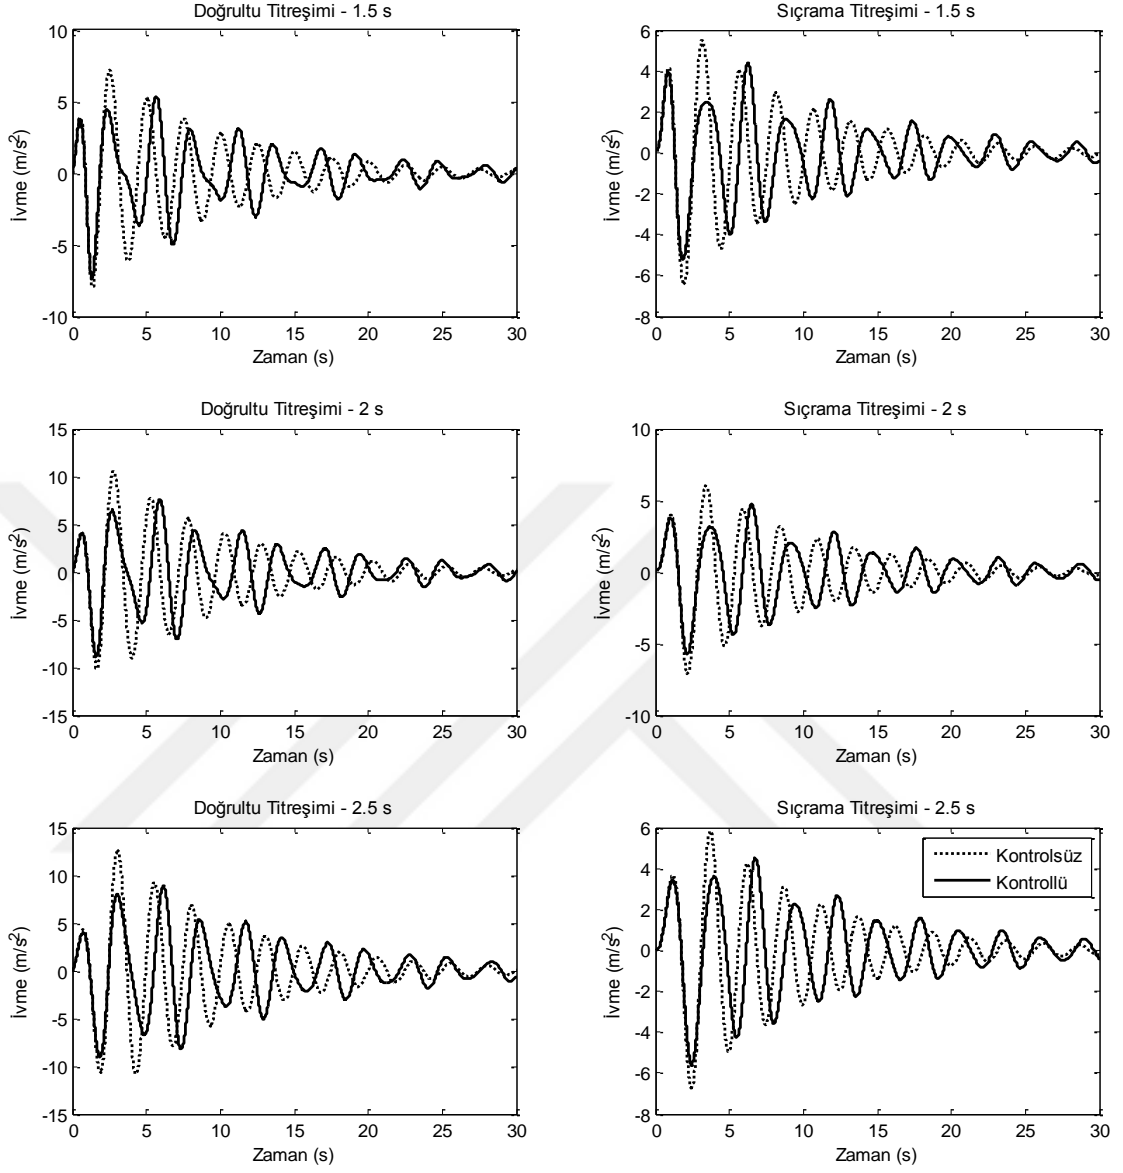 Doğrultu Titreşimi - 1.5 s
10
5
0
-5
-10
İvme (m/s²)
0 5 10 15 20 25 30
Zaman (s)
Sıçrama Titreşimi - 1.5 s
6
4
2
0
-2
-4
-6
-8
İvme (m/s²)
0 5 10 15 20 25 30
Zaman (s)
Doğrultu Titreşimi - 2 s
15
10
5
0
-5
-10
-15
İvme (m/s²)
0 5 10 15 20 25 30
Zaman (s)
Sıçrama Titreşimi - 2 s
10
5
0
-5
-10
İvme (m/s²)
0 5 10 15 20 25 30
Zaman (s)
Doğrultu Titreşimi - 2.5 s
15
10
5
0
-5
-10
-15
İvme (m/s²)
0 5 10 15 20 25 30
Zaman (s)
Sıçrama Titreşimi - 2.5 s
6
4
2
0
-2
-4
-6
-8
İvme (m/s²)
0 5 10 15 20 25 30
Zaman (s)
Kontrolsüz
Kontrollü